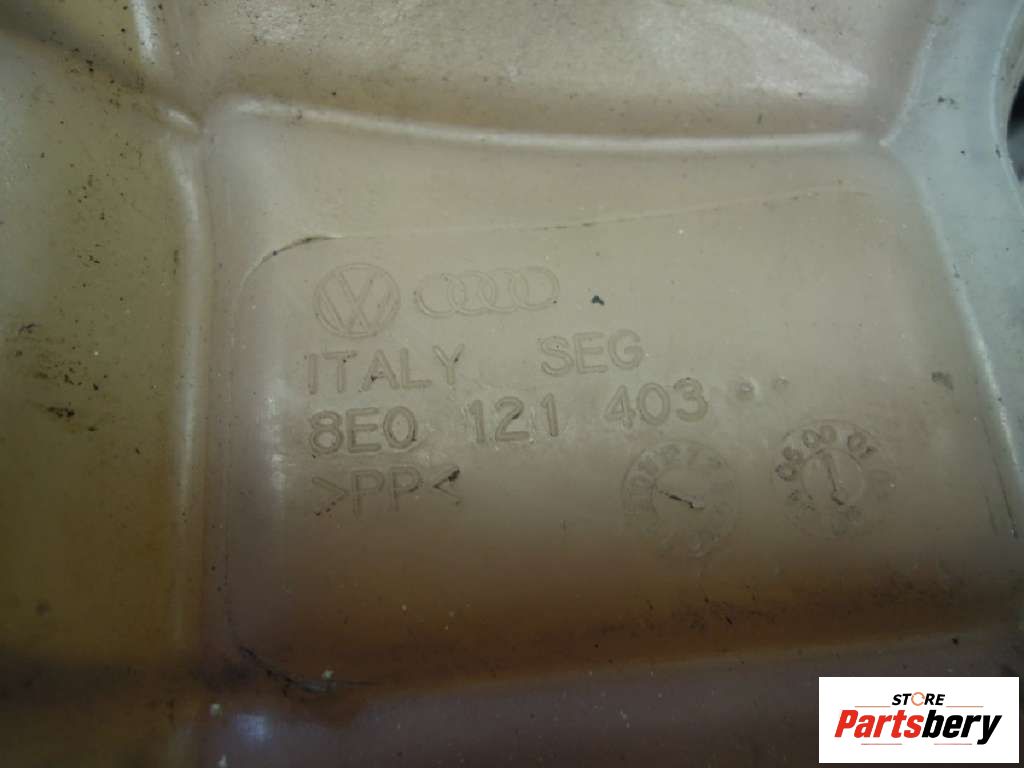 ITALY SEG
8E0 121 403
>PP<
STORE
Partsbery